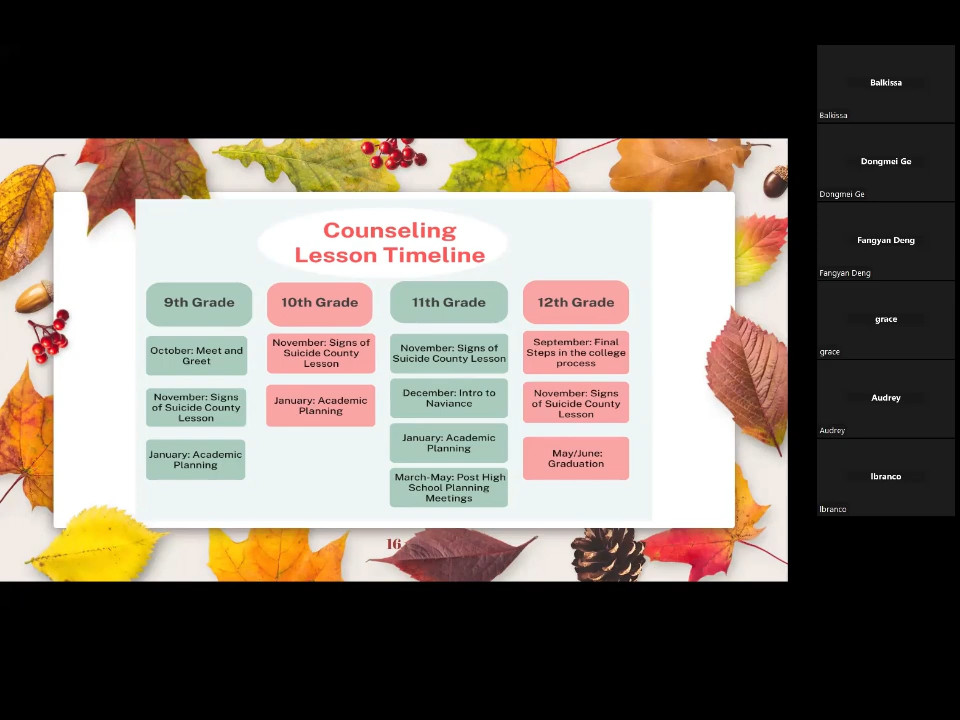 Counseling
Lesson Timeline
9th Grade
October: Meet and
Greet
November: Signs
of Suicide County
Lesson
January: Academic
Planning
10th Grade
November: Signs of
Suicide County
Lesson
January: Academic
Planning
11th Grade
November: Signs of
Suicide County Lesson
December: Intro to
Naviance
January: Academic
Planning
March-May: Post High
School Planning
Meetings
12th Grade
September: Final
Steps in the college
process
November: Signs
of Suicide County
Lesson
May/June:
Graduation
16
Balkissa
Balkissa
Dongmei Ge
Dongmei Ge
Fangyan Deng
Fangyan Deng
grace
grace
Audrey
Audrey
lbranco
lbranco